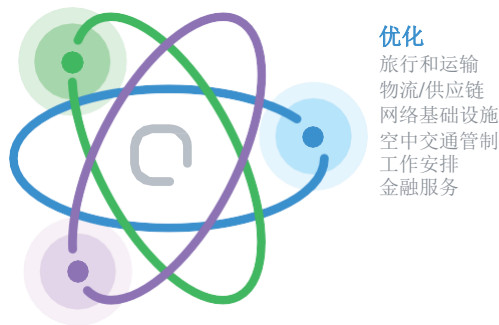 优化
旅行和运输
物流/供应链
网络基础设施
空中交通管制
工作安排
金融服务